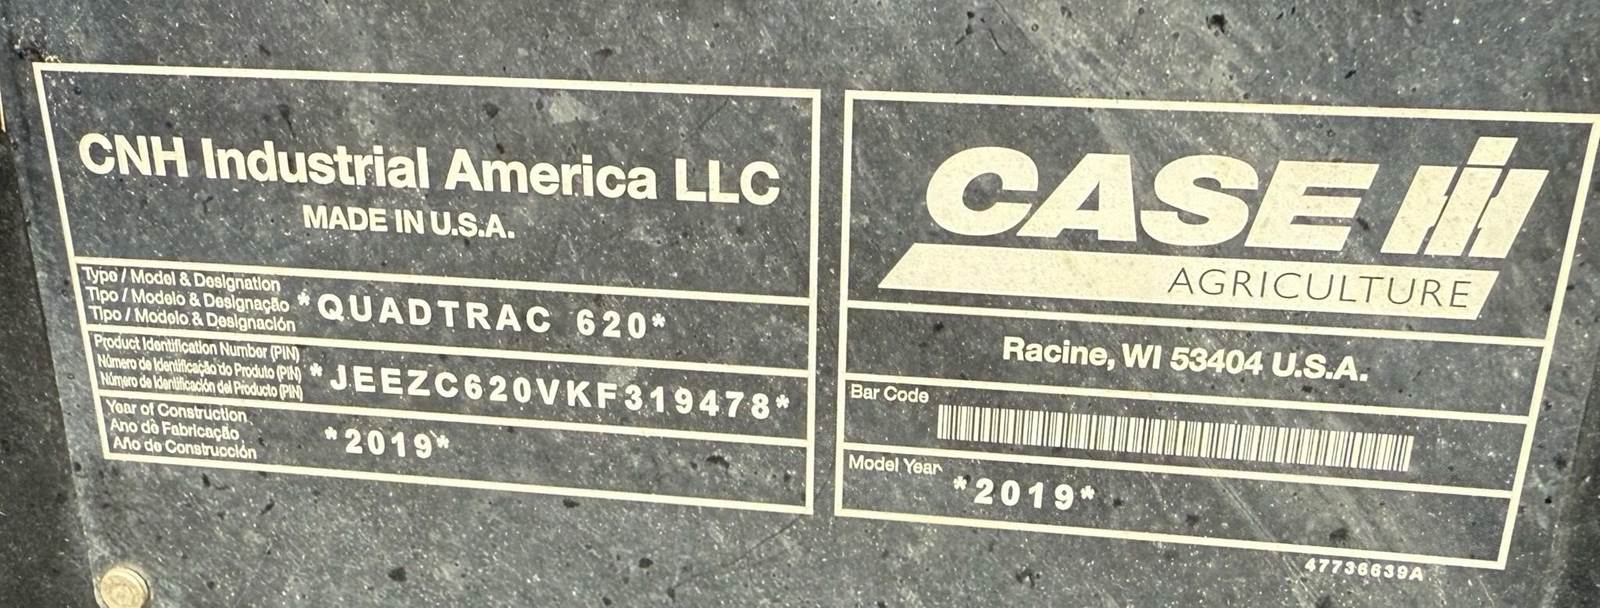 CNH Industrial America LLC
MADE IN U.S.A.
Type / Model & Designation
Tipo / Modelo & Designação
Tipo / Modelo & Designación
*QUADTRAC 620*
Product Identification Number (PIN)
Número de Identificação do Produto (PIN)
Número de Identificación del Producto (PIN)
*JEEZC620VKF319478*
Year of Construction
Ano de Fabricação
Año de Construcción
*2019*
CASE IH
AGRICULTURE
Racine, WI 53404 U.S.A.
Bar Code
Model Year
*2019*
47736639A